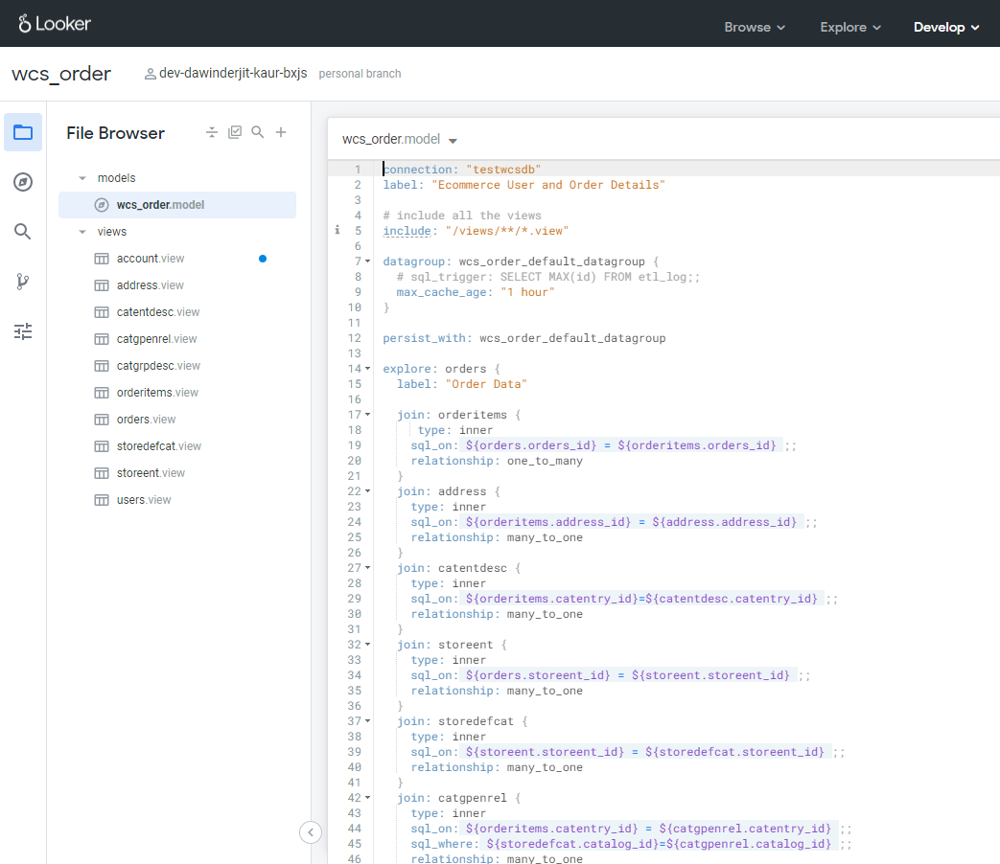 Looker
Browse Explore Develop
wcs_order dev-dawinderjit-kaur-bxjs personal branch
File Browser
models
wcs_order.model
views
account.view
address.view
catentdesc.view
catgpenrel.view
catgrpdesc.view
orderitems.view
orders.view
storedefcat.view
storeent.view
users.view
wcs_order.model
1 connection: "testwcsdb"
2 label: "Ecommerce User and Order Details"
3
4 # include all the views
i 5 include: "/views/**/*.view"
6
7 datagroup: wcs_order_default_datagroup {
8 # sql_trigger: SELECT MAX(id) FROM etl_log;;
9 max_cache_age: "1 hour"
10 }
11
12 persist_with: wcs_order_default_datagroup
13
14 explore: orders {
15 label: "Order Data"
16
17 join: orderitems {
18 type: inner
19 sql_on: ${orders.orders_id} = ${orderitems.orders_id} ;;
20 relationship: one_to_many
21 }
22 join: address {
23 type: inner
24 sql_on: ${orderitems.address_id} = ${address.address_id} ;;
25 relationship: many_to_one
26 }
27 join: catentdesc {
28 type: inner
29 sql_on: ${orderitems.catentry_id}=${catentdesc.catentry_id} ;;
30 relationship: many_to_one
31 }
32 join: storeent {
33 type: inner
34 sql_on: ${orders.storeent_id} = ${storeent.storeent_id} ;;
35 relationship: many_to_one
36 }
37 join: storedefcat {
38 type: inner
39 sql_on: ${storeent.storeent_id} = ${storedefcat.storeent_id} ;;
40 relationship: many_to_one
41 }
42 join: catgpenrel {
43 type: inner
44 sql_on: ${orderitems.catentry_id} = ${catgpenrel.catentry_id} ;;
45 sql_where: ${storedefcat.catalog_id}=${catgpenrel.catalog_id} ;;
46 relationship: many_to_one